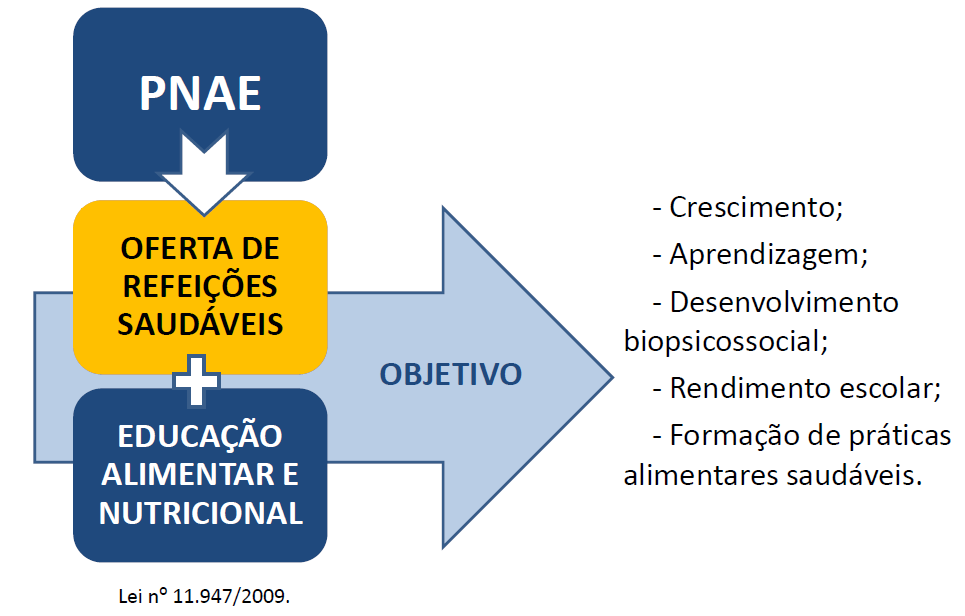 PNAE
OFERTA DE
REFEIÇÕES
SAUDÁVEIS
EDUCAÇÃO
ALIMENTAR E
NUTRICIONAL
OBJETIVO
- Crescimento;
- Aprendizagem;
- Desenvolvimento
biopsicossocial;
- Rendimento escolar;
- Formação de práticas
alimentares saudáveis.
Lei nº 11.947/2009.